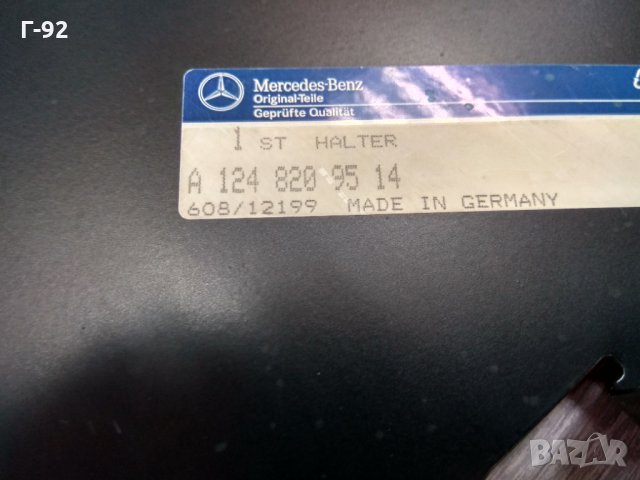 Г-92
Mercedes-Benz
Original-Teile
Geprüfte Qualität
1 ST HALTER
A 124 820 95 14
608/12199 MADE IN GERMANY
BAZAR